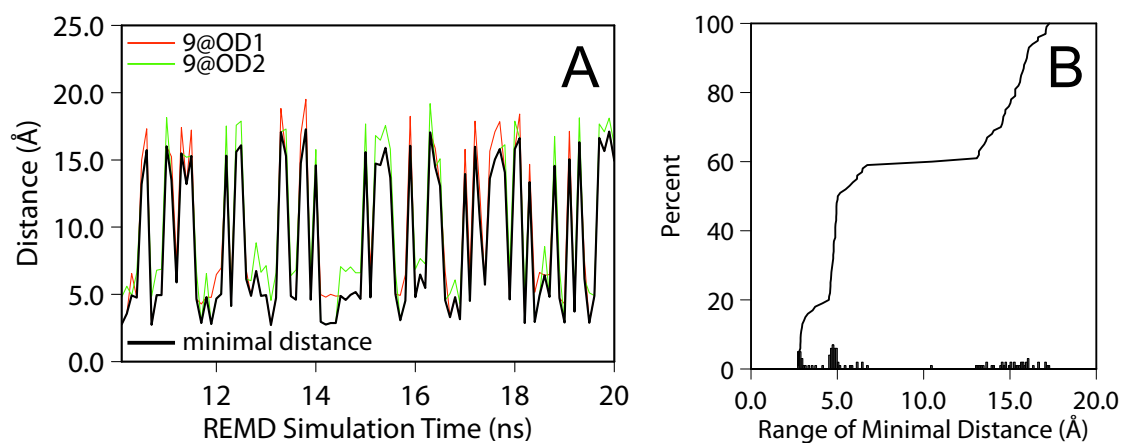 25.0
20.0
15.0
10.0
5.0
0.0
Distance (Å)
9@OD1
9@OD2
A
minimal distance
12
14
16
18
20
REMD Simulation Time (ns)
100
80
60
40
20
0
Percent
B
0.0
5.0
10.0
15.0
20.0
Range of Minimal Distance (Å)